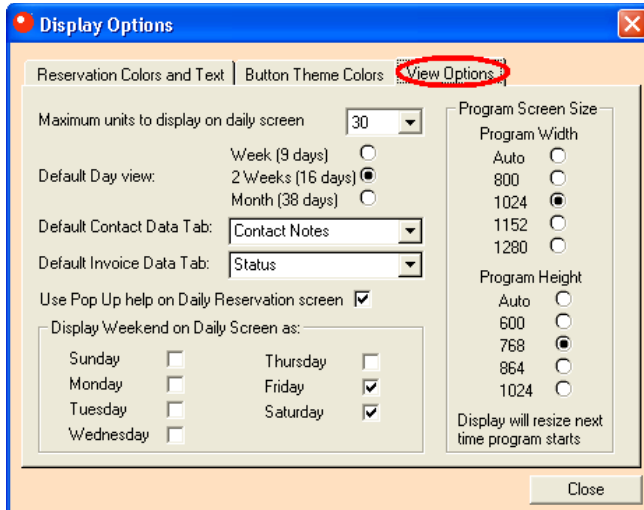 Display Options
Reservation Colors and Text
Button Theme Colors
View Options
Maximum units to display on daily screen 30
Default Day view:
Week (9 days)
2 Weeks (16 days)
Month (38 days)
Default Contact Data Tab: Contact Notes
Default Invoice Data Tab: Status
Use Pop Up help on Daily Reservation screen
Display Weekend on Daily Screen as:
Sunday
Monday
Tuesday
Wednesday
Thursday
Friday
Saturday
Program Screen Size
Program Width
Auto
800
1024
1152
1280
Program Height
Auto
600
768
864
1024
Display will resize next
time program starts
Close